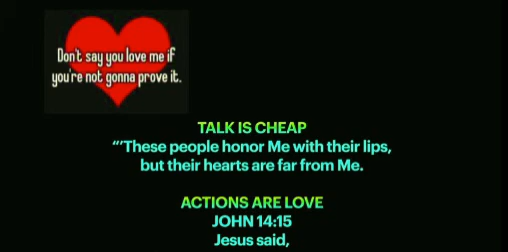 Don't say you love me if
you're not gonna prove it.
TALK IS CHEAP
“’These people honor Me with their lips,
but their hearts are far from Me.
ACTIONS ARE LOVE
JOHN 14:15
Jesus said,